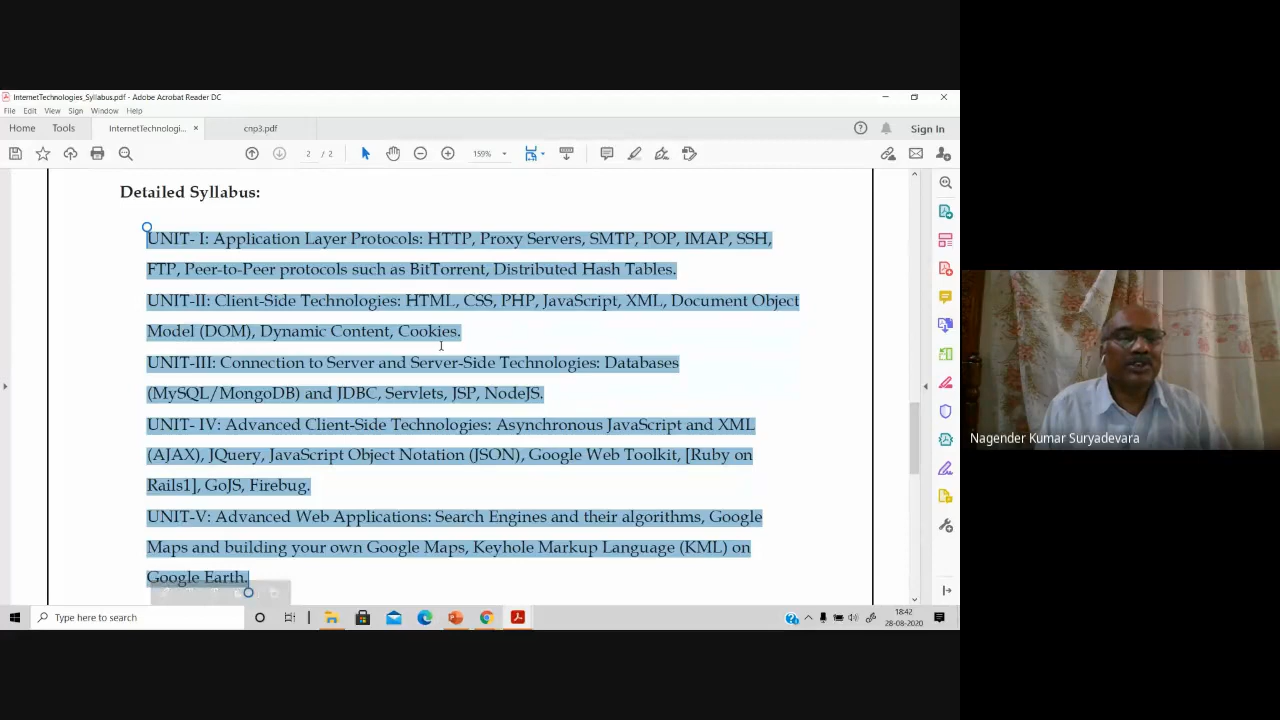 InternetTechnologies_Syllabus.pdf - Adobe Acrobat Reader DC
File Edit View Sign Window Help
Home Tools InternetTechnologi... × cnp3.pdf Sign In
2 / 2 159%
Detailed Syllabus:
UNIT- I: Application Layer Protocols: HTTP, Proxy Servers, SMTP, POP, IMAP, SSH,
FTP, Peer-to-Peer protocols such as BitTorrent, Distributed Hash Tables.
UNIT-II: Client-Side Technologies: HTML, CSS, PHP, JavaScript, XML, Document Object
Model (DOM), Dynamic Content, Cookies.
UNIT-III: Connection to Server and Server-Side Technologies: Databases
(MySQL/MongoDB) and JDBC, Servlets, JSP, NodeJS.
UNIT- IV: Advanced Client-Side Technologies: Asynchronous JavaScript and XML
(AJAX), JQuery, JavaScript Object Notation (JSON), Google Web Toolkit, [Ruby on
Rails1], GoJS, Firebug.
UNIT-V: Advanced Web Applications: Search Engines and their algorithms, Google
Maps and building your own Google Maps, Keyhole Markup Language (KML) on
Google Earth.
Nagender Kumar Suryadevara
Type here to search
18:42
28-08-2020